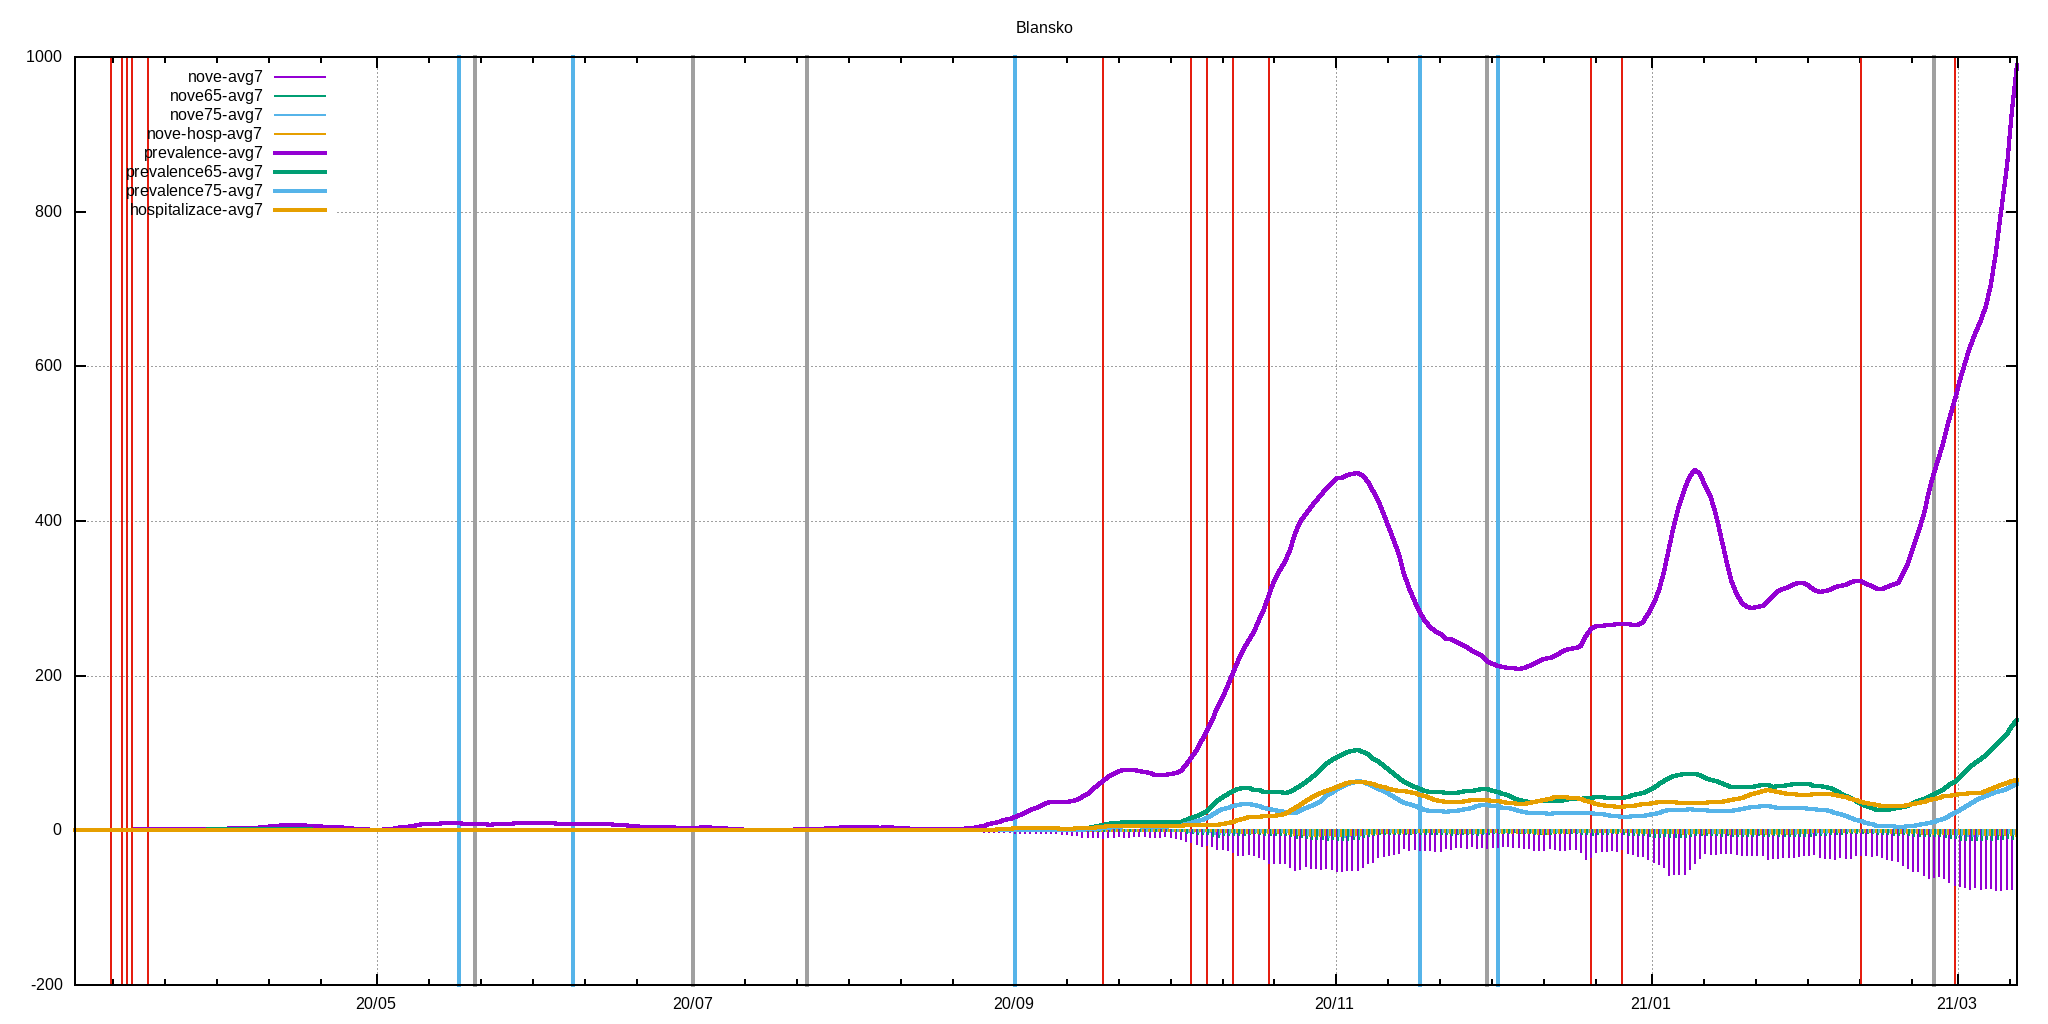 Blansko
1000
800
600
400
200
0
-200
nove-avg7
nove65-avg7
nove75-avg7
nove-hosp-avg7
prevalence-avg7
prevalence65-avg7
prevalence75-avg7
hospitalizace-avg7
20/05
20/07
20/09
20/11
21/01
21/03